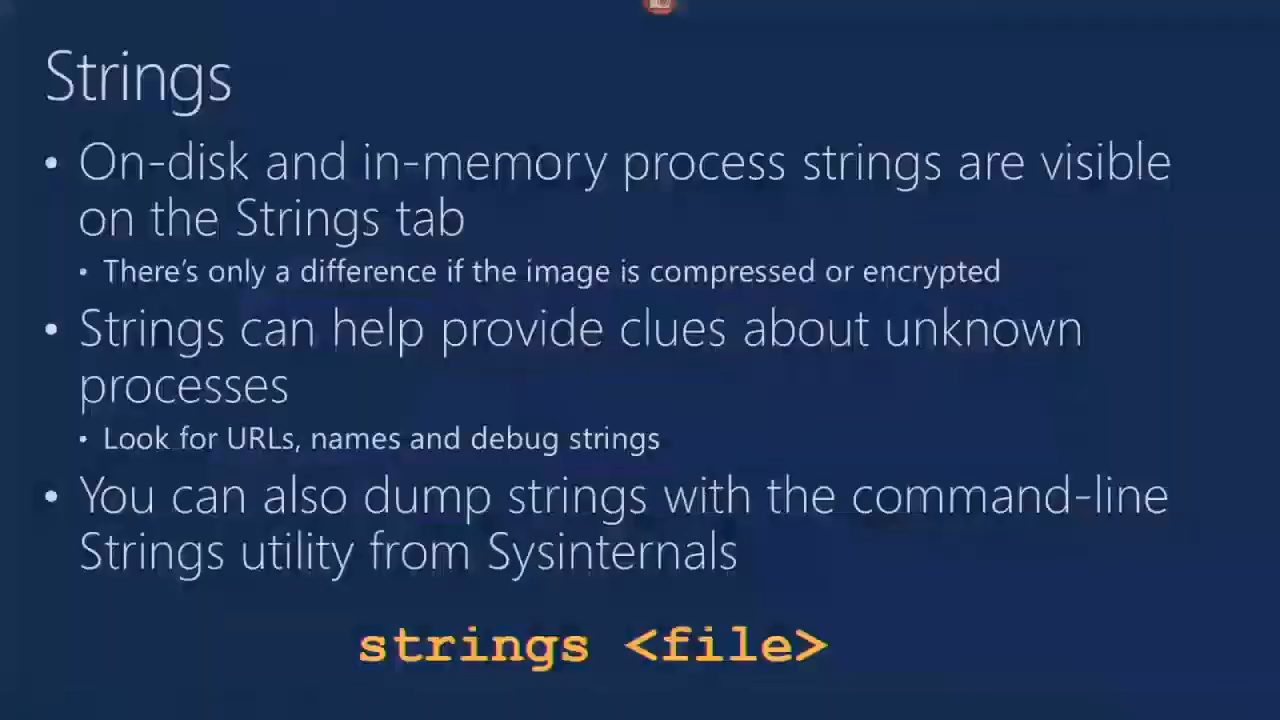 Strings
• On-disk and in-memory process strings are visible
on the Strings tab
• There's only a difference if the image is compressed or encrypted
• Strings can help provide clues about unknown
processes
• Look for URLs, names and debug strings
• You can also dump strings with the command-line
Strings utility from Sysinternals
strings <file>